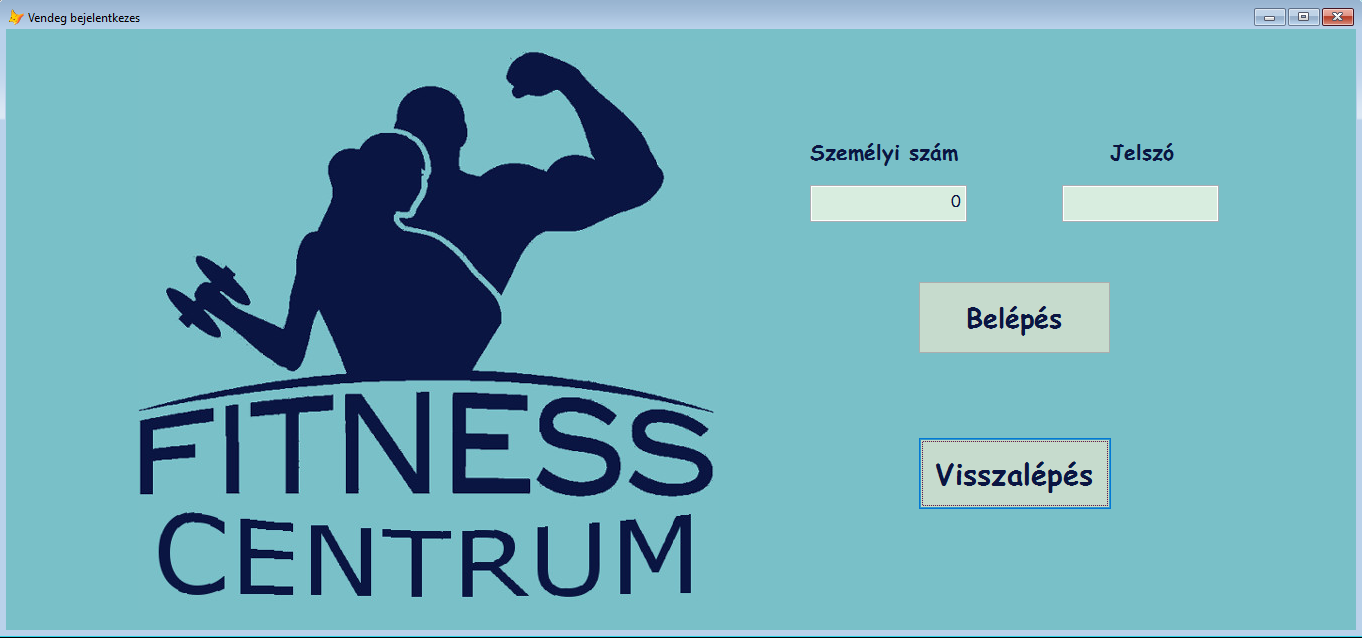 Vendeg bejelentkezes
Személyi szám
Jelszó
0
Belépés
Visszalépés
FITNESS
CENTRUM